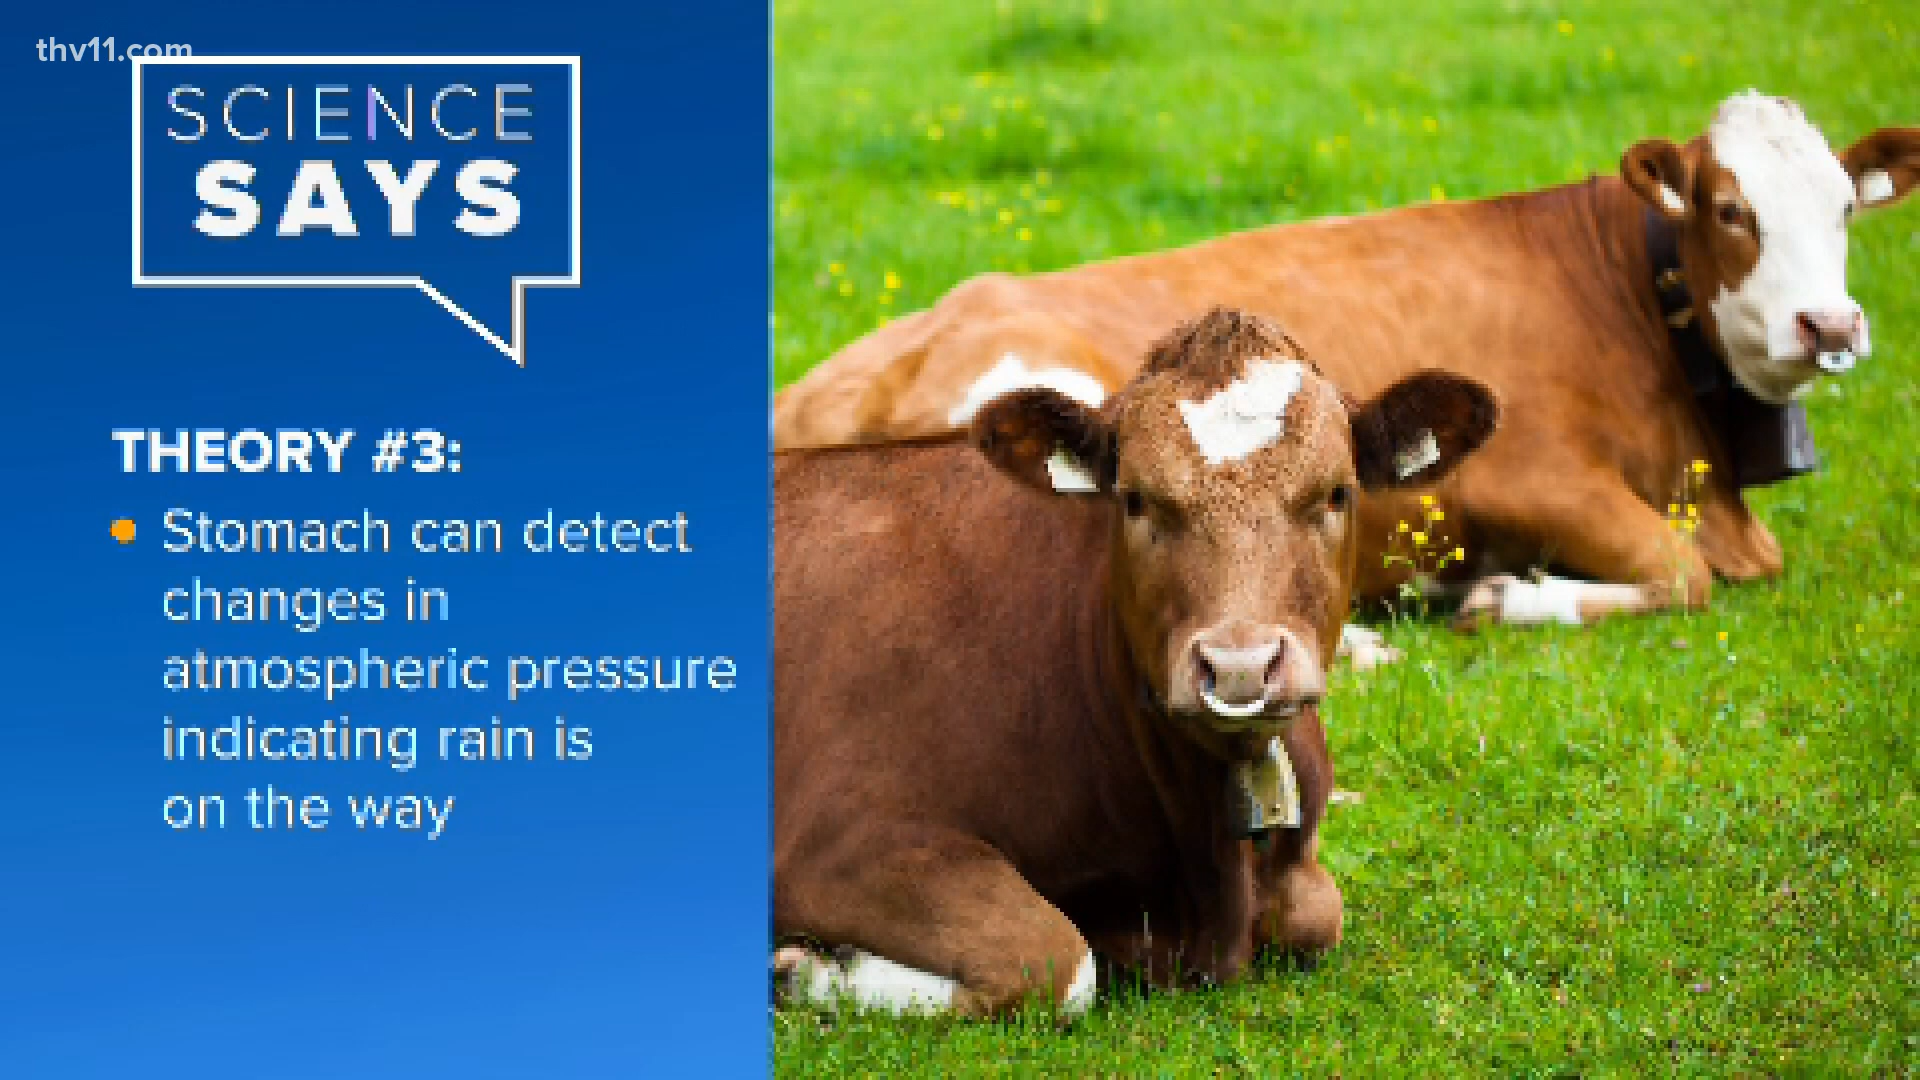 thv11.com
SCIENCE
SAYS
THEORY #3:
Stomach can detect
changes in
atmospheric pressure
indicating rain is
on the way